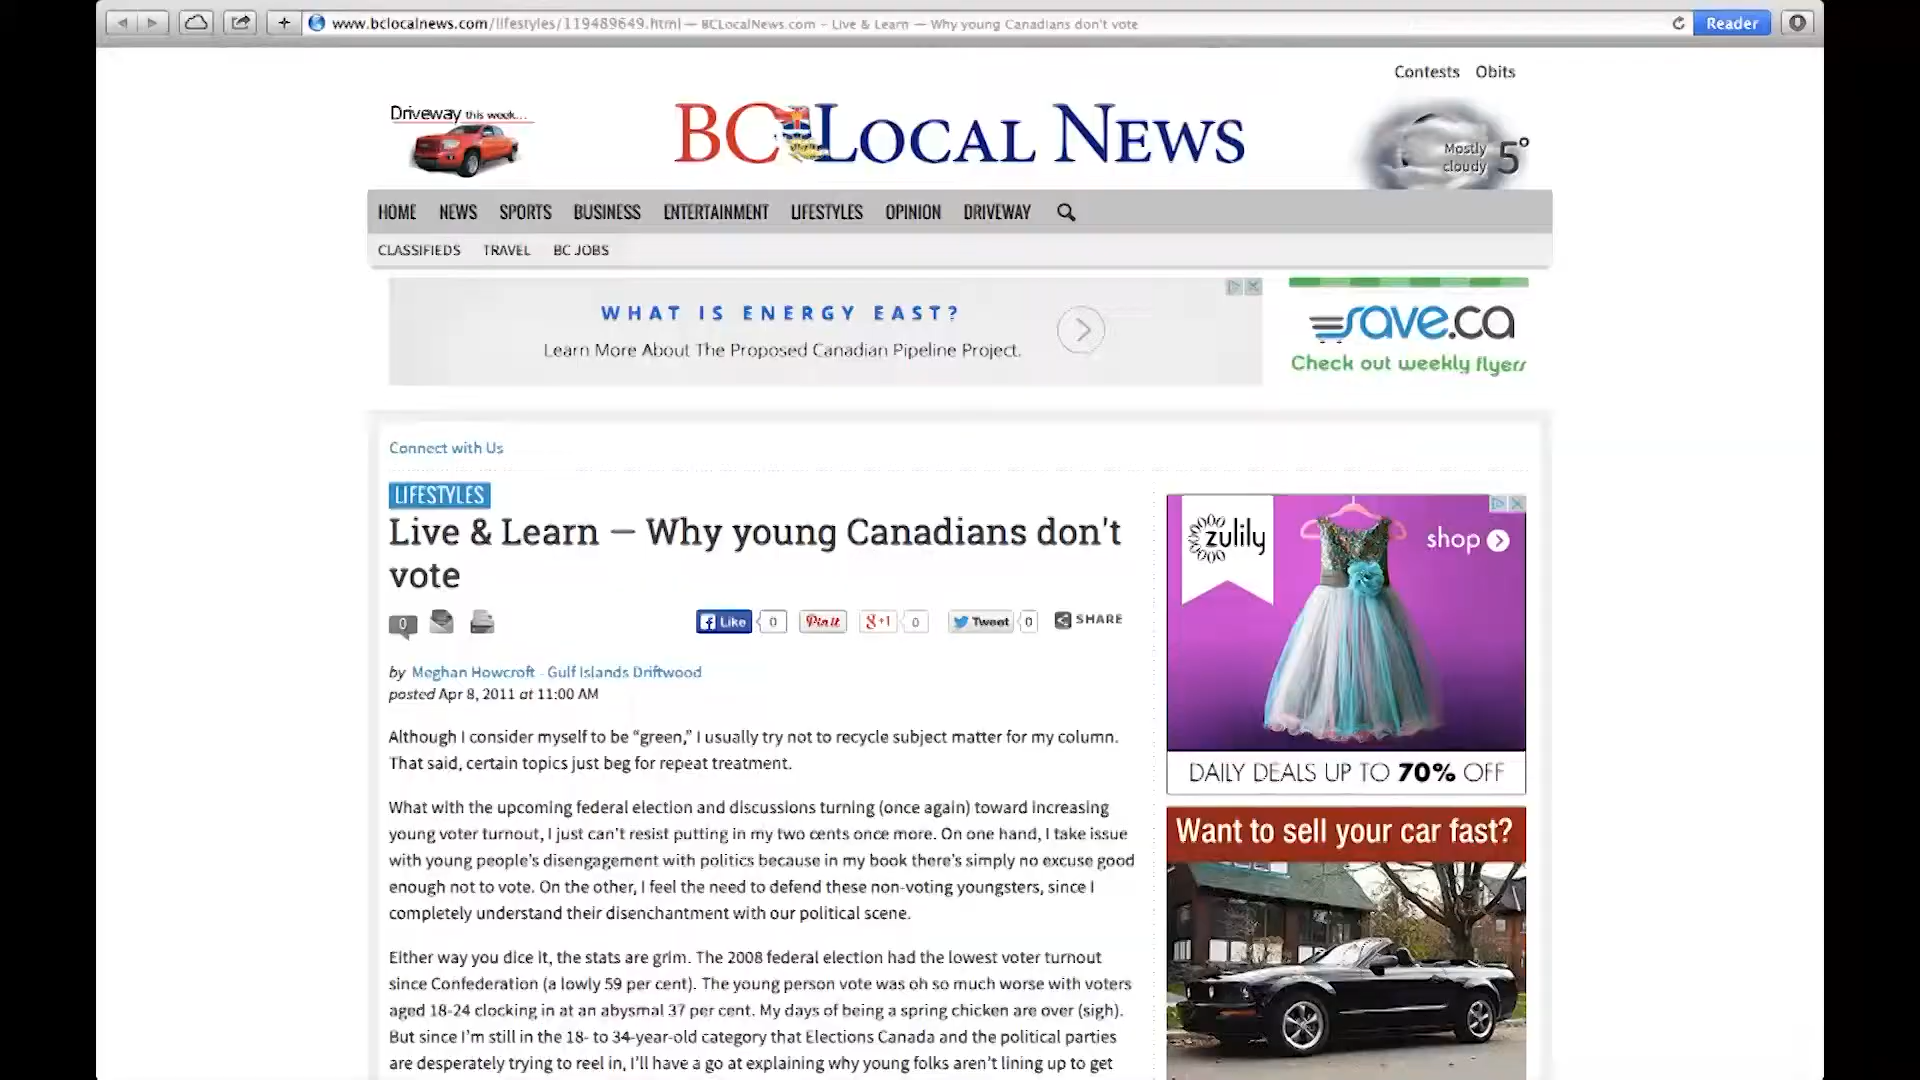 www.bclocalnews.com/lifestyles/119489649.html — BCLocalNews.com – Live & Learn — Why young Canadians don't vote
Reader
Contests Obits
Driveway this week...
BC LOCAL NEWS
Mostly cloudy 5°
HOME NEWS SPORTS BUSINESS ENTERTAINMENT LIFESTYLES OPINION DRIVEWAY
CLASSIFIEDS TRAVEL BC JOBS
WHAT IS ENERGY EAST?
Learn More About The Proposed Canadian Pipeline Project.
save.ca
Check out weekly flyers
Connect with Us
LIFESTYLES
Live & Learn — Why young Canadians don't
vote
0 Like 0 Pin it g+1 0 Tweet 0 SHARE
by Meghan Howcroft - Gulf Islands Driftwood
posted Apr 8, 2011 at 11:00 AM
Although I consider myself to be “green,” I usually try not to recycle subject matter for my column.
That said, certain topics just beg for repeat treatment.
What with the upcoming federal election and discussions turning (once again) toward increasing
young voter turnout, I just can’t resist putting in my two cents once more. On one hand, I take issue
with young people’s disengagement with politics because in my book there’s simply no excuse good
enough not to vote. On the other, I feel the need to defend these non-voting youngsters, since I
completely understand their disenchantment with our political scene.
Either way you dice it, the stats are grim. The 2008 federal election had the lowest voter turnout
since Confederation (a lowly 59 per cent). The young person vote was oh so much worse with voters
aged 18-24 clocking in at an abysmal 37 per cent. My days of being a spring chicken are over (sigh).
But since I’m still in the 18- to 34-year-old category that Elections Canada and the political parties
are desperately trying to reel in, I’ll have a go at explaining why young folks aren’t lining up to get
zulily
shop
DAILY DEALS UP TO 70% OFF
Want to sell your car fast?